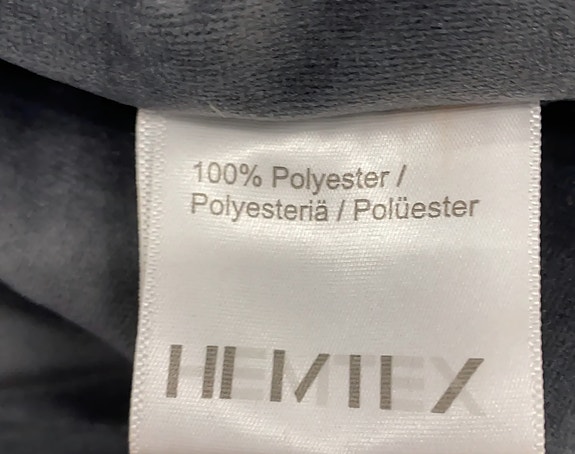 100% Polyester /
Polyesteriä / Polüester
HEMTEX